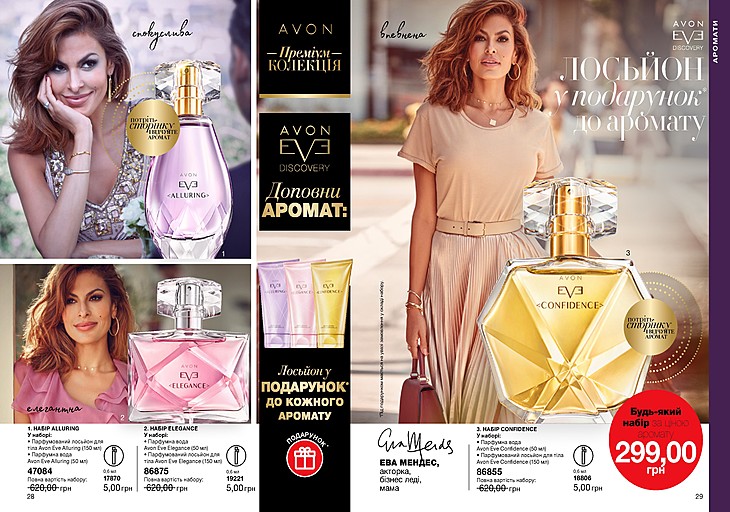 спокуслива
ПОТРІТЬ
СТОРІНКУ
І ВІДЧУЙТЕ
АРОМАТ
AVON
EVE
<ALLURING>
1
AVON
EVE
<ELEGANCE>
елегантна
2
1. НАБІР ALLURING
У наборі:
• Парфумований лосьйон для
тіла Avon Eve Alluring (150 мл)
• Парфумна вода
Avon Eve Alluring (50 мл)
47084
Повна вартість набору:
620,00 грн
0,6 мл
17870
5,00 грн
28
2. НАБІР ELEGANCE
У наборі:
• Парфумна вода
Avon Eve Elegance (50 мл)
• Парфумований лосьйон для
тіла Avon Eve Elegance (150 мл)
86875
Повна вартість набору:
620,00 грн
0,6 мл
19221
5,00 грн
AVON
Преміум
КОЛЕКЦІЯ
AVON
EVE
DISCOVERY
Доповни
АРОМАТ:
Лосьйон у
ПОДАРУНОК*
ДО КОЖНОГО
АРОМАТУ
ПОДАРУНОК*
впевнена
AVON
EVE
DISCOVERY
АРОМАТИ
ЛОСЬЙОН
у подарунок*
до аромату
3
AVON
EVE
<CONFIDENCE>
ПОТРІТЬ
СТОРІНКУ
І ВІДЧУЙТЕ
АРОМАТ
Eva Mendes
ЕВА МЕНДЕС,
акторка,
бізнес леді,
мама
3. НАБІР CONFIDENCE
У наборі:
• Парфумна вода
Avon Eve Confidence (50 мл)
• Парфумований лосьйон для тіла
Avon Eve Confidence (150 мл)
86855
Повна вартість набору:
620,00 грн
0,6 мл
18806
5,00 грн
Будь-який
набір за цією
ціною
299,00
грн
29